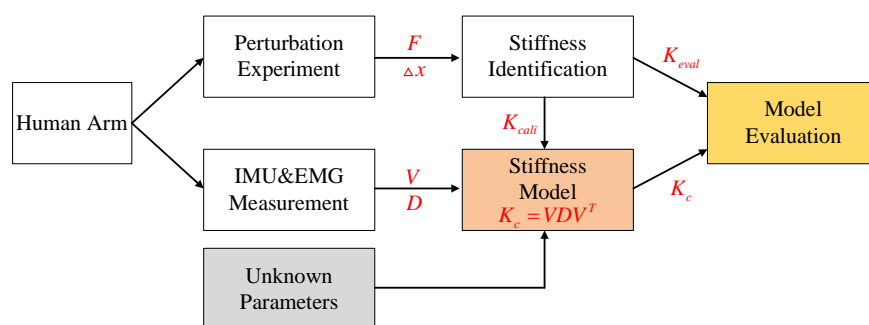 Perturbation
Experiment
F
△x
Stiffness
Identification
K_eval
Human Arm
K_cali
Model
Evaluation
IMU&EMG
Measurement
V
D
Stiffness
Model
K_c = VDV^T
K_c
Unknown
Parameters